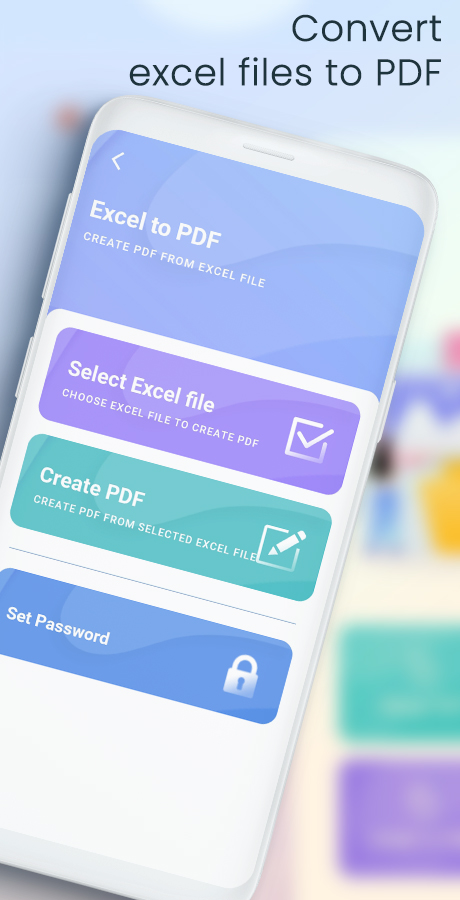 Convert
excel files to PDF
Excel to PDF
CREATE PDF FROM EXCEL FILE
Select Excel file
CHOOSE EXCEL FILE TO CREATE PDF
Create PDF
CREATE PDF FROM SELECTED EXCEL FILE
Set Password